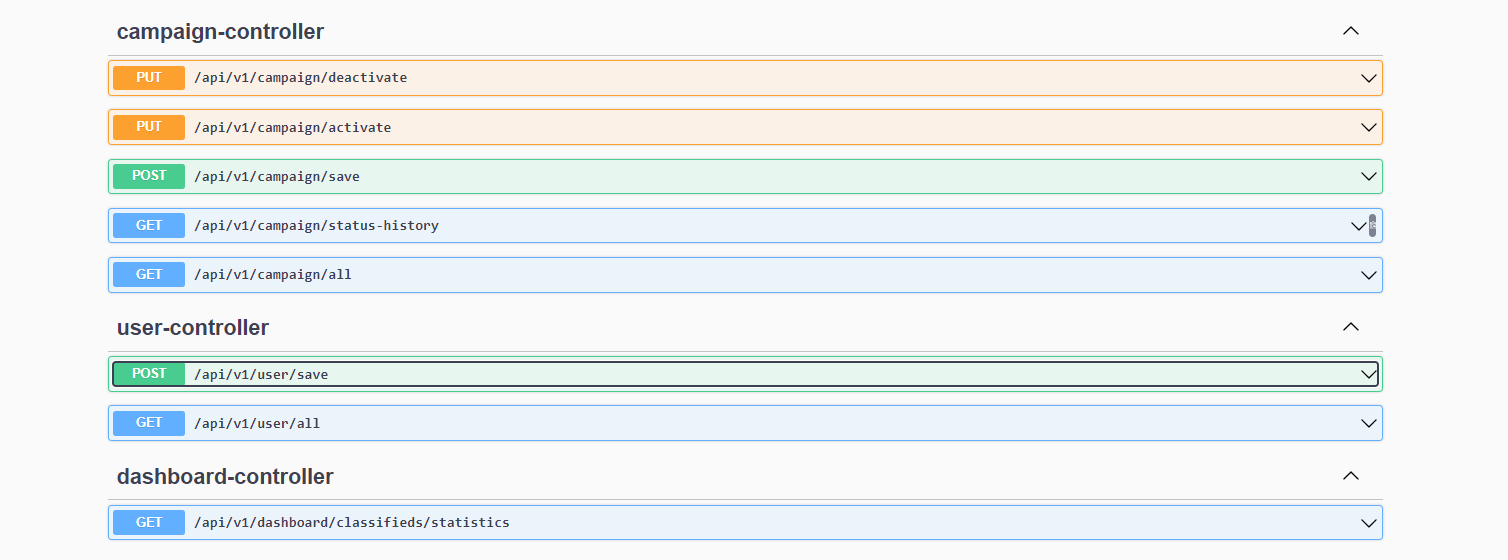 campaign-controller
PUT /api/v1/campaign/deactivate
PUT /api/v1/campaign/activate
POST /api/v1/campaign/save
GET /api/v1/campaign/status-history
GET /api/v1/campaign/all
user-controller
POST /api/v1/user/save
GET /api/v1/user/all
dashboard-controller
GET /api/v1/dashboard/classifieds/statistics